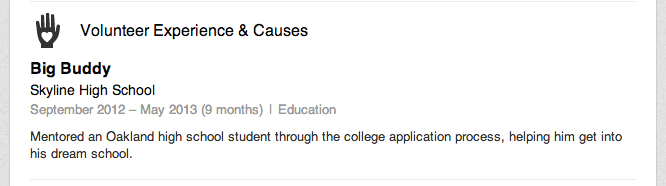 Volunteer Experience & Causes
Big Buddy
Skyline High School
September 2012 – May 2013 (9 months) | Education
Mentored an Oakland high school student through the college application process, helping him get into
his dream school.